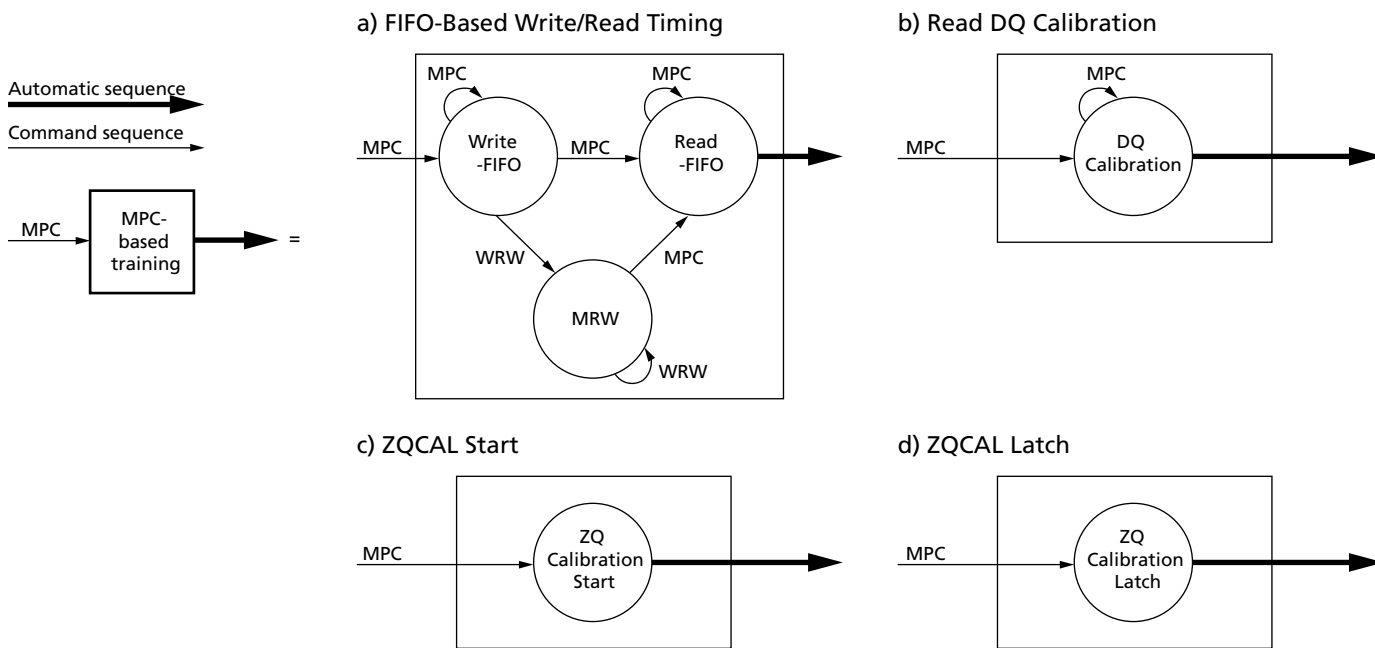 Automatic sequence
Command sequence
MPC
MPC-
based
training
=
a) FIFO-Based Write/Read Timing
MPC
MPC
MPC
Write
-FIFO
MPC
Read
-FIFO
WRW
MPC
MRW
WRW
b) Read DQ Calibration
MPC
MPC
DQ
Calibration
c) ZQCAL Start
MPC
ZQ
Calibration
Start
d) ZQCAL Latch
MPC
ZQ
Calibration
Latch